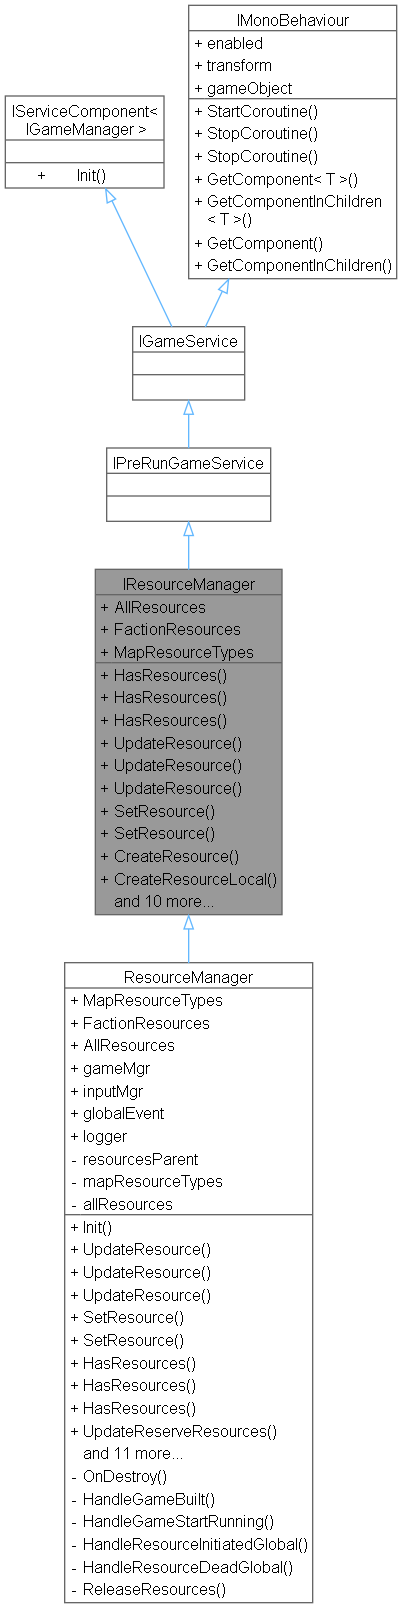 IMonoBehaviour
+ enabled
+ transform
+ gameObject
+ StartCoroutine()
+ StopCoroutine()
+ StopCoroutine()
+ GetComponent< T >()
+ GetComponentInChildren
< T >()
+ GetComponent()
+ GetComponentInChildren()
IServiceComponent<
IGameManager >
+ Init()
IGameService
IPreRunGameService
IResourceManager
+ AllResources
+ FactionResources
+ MapResourceTypes
+ HasResources()
+ HasResources()
+ HasResources()
+ UpdateResource()
+ UpdateResource()
+ UpdateResource()
+ SetResource()
+ SetResource()
+ CreateResource()
+ CreateResourceLocal()
and 10 more...
ResourceManager
+ MapResourceTypes
+ FactionResources
+ AllResources
+ gameMgr
+ inputMgr
+ globalEvent
+ logger
- resourcesParent
- mapResourceTypes
- allResources
+ Init()
+ UpdateResource()
+ UpdateResource()
+ UpdateResource()
+ SetResource()
+ SetResource()
+ HasResources()
+ HasResources()
+ HasResources()
+ UpdateReserveResources()
and 11 more...
- OnDestroy()
- HandleGameBuilt()
- HandleGameStartRunning()
- HandleResourceInitiatedGlobal()
- HandleResourceDeadGlobal()
- ReleaseResources()